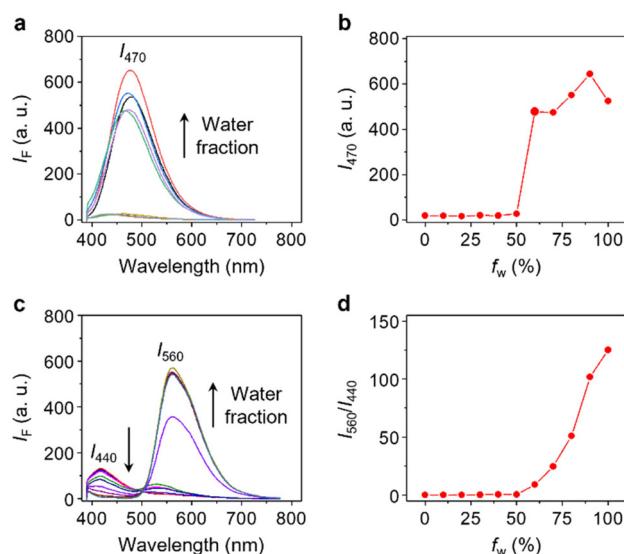 a
I470
Water
fraction
IF (a. u.)
800
600
400
200
0
400 500 600 700 800
Wavelength (nm)
b
I470 (a. u.)
800
600
400
200
0
0 25 50 75 100
fw (%)
c
I560
I440
Water
fraction
IF (a. u.)
800
600
400
200
0
400 500 600 700 800
Wavelength (nm)
d
I560/I440
150
100
50
0
0 25 50 75 100
fw (%)